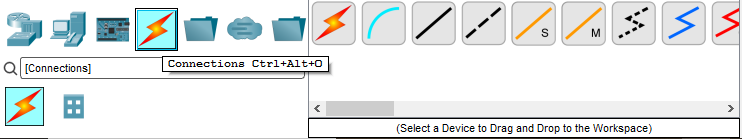 S
M
[Connections]
Connections Ctrl+Alt+O
(Select a Device to Drag and Drop to the Workspace)